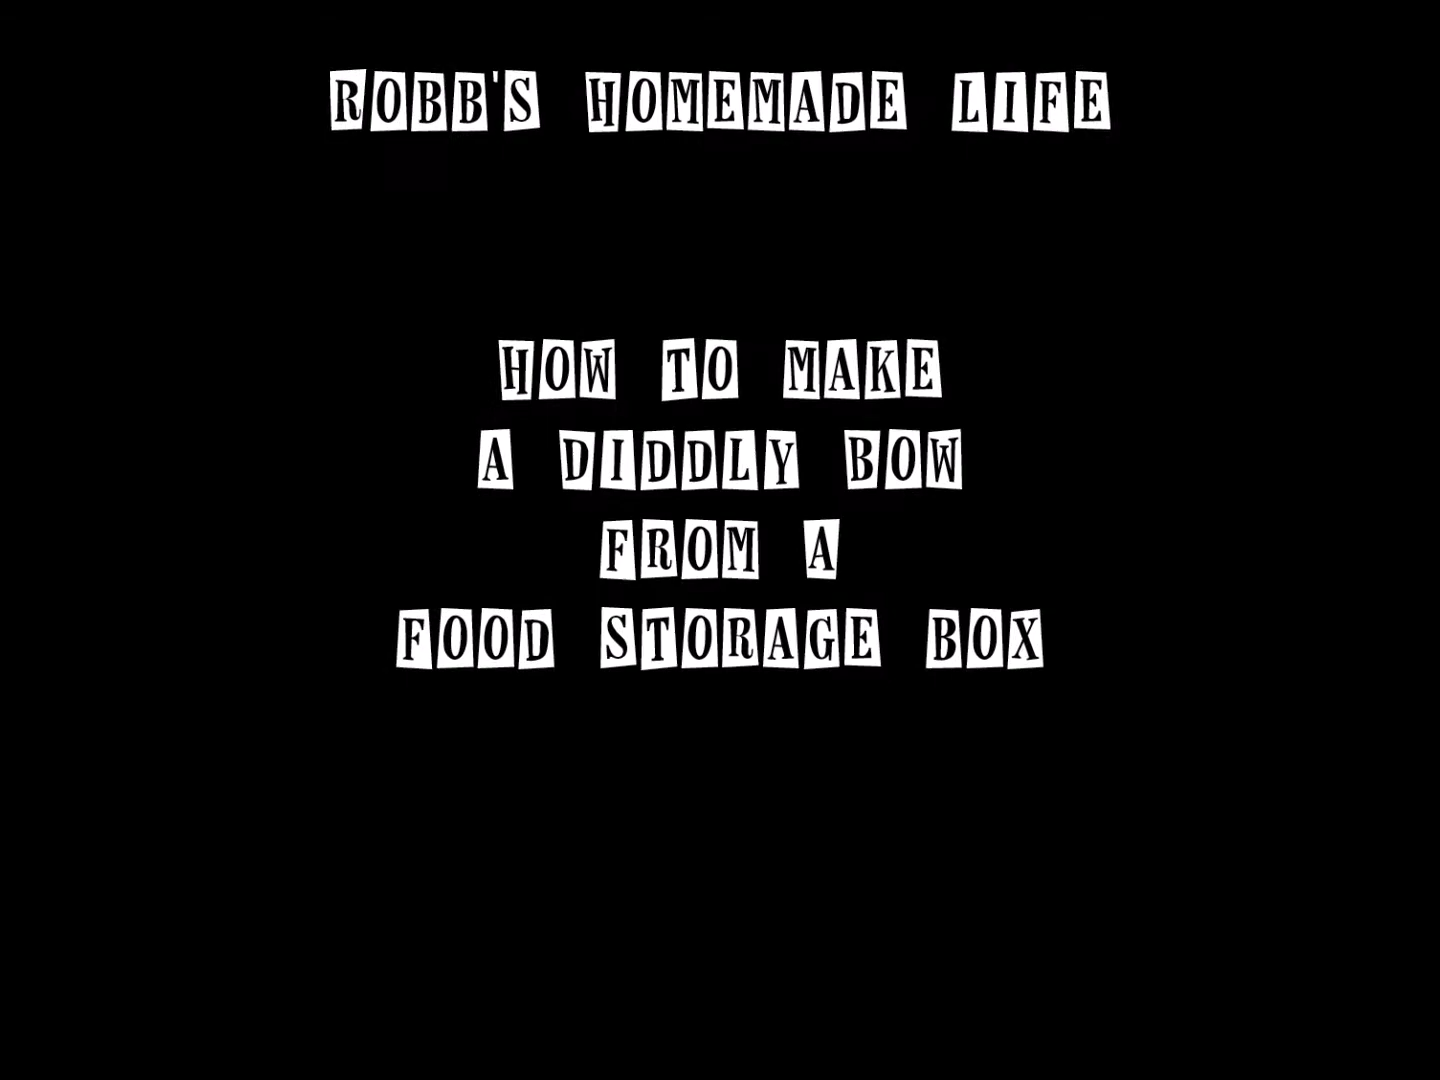 ROBB'S HOMEMADE LIFE
HOW TO MAKE
A DIDDLY BOW
FROM A
FOOD STORAGE BOX